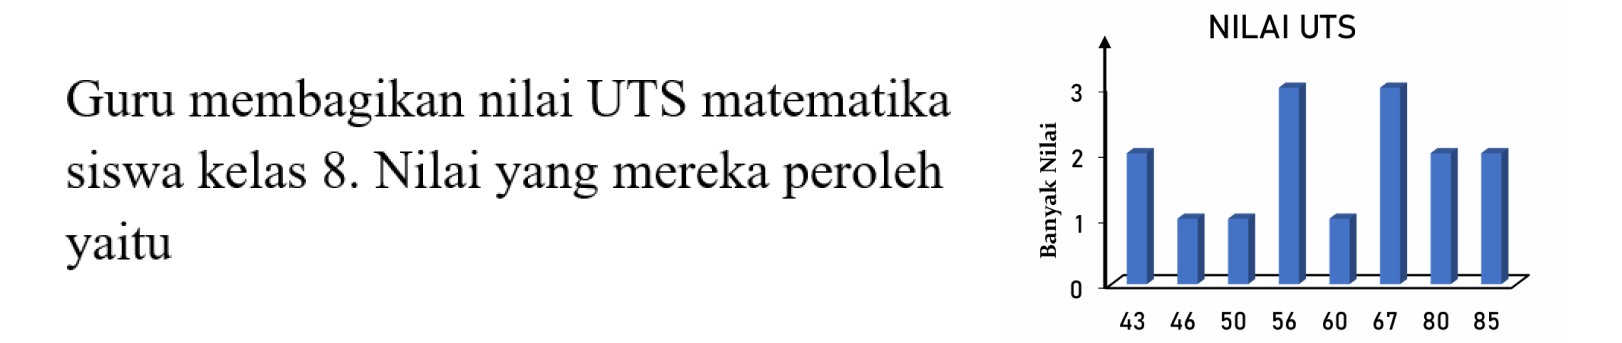 Guru membagikan nilai UTS matematika
siswa kelas 8. Nilai yang mereka peroleh
yaitu
NILAI UTS
Banyak Nilai
3
2
1
0
43 46 50 56 60 67 80 85